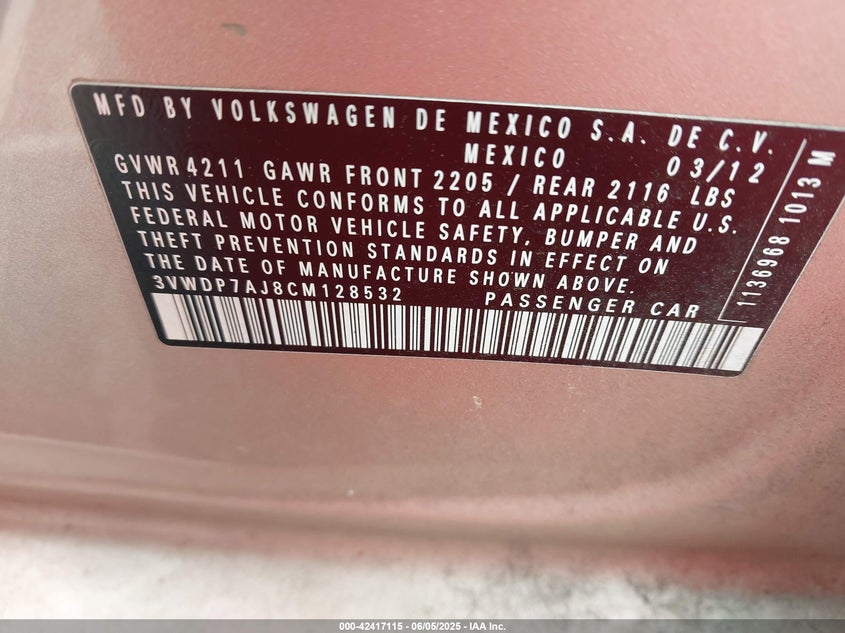 MFD BY VOLKSWAGEN DE MEXICO S.A. DE C.V.
MEXICO 03/12
GVWR 4211 GAWR FRONT 2205 / REAR 2116 LBS
THIS VEHICLE CONFORMS TO ALL APPLICABLE U.S.
FEDERAL MOTOR VEHICLE SAFETY, BUMPER AND
THEFT PREVENTION STANDARDS IN EFFECT ON
THE DATE OF MANUFACTURE SHOWN ABOVE.
3VWDP7AJ8CM128532 PASSENGER CAR
1136968 1013 M
000-42417115 - 06/05/2025 - IAA Inc.